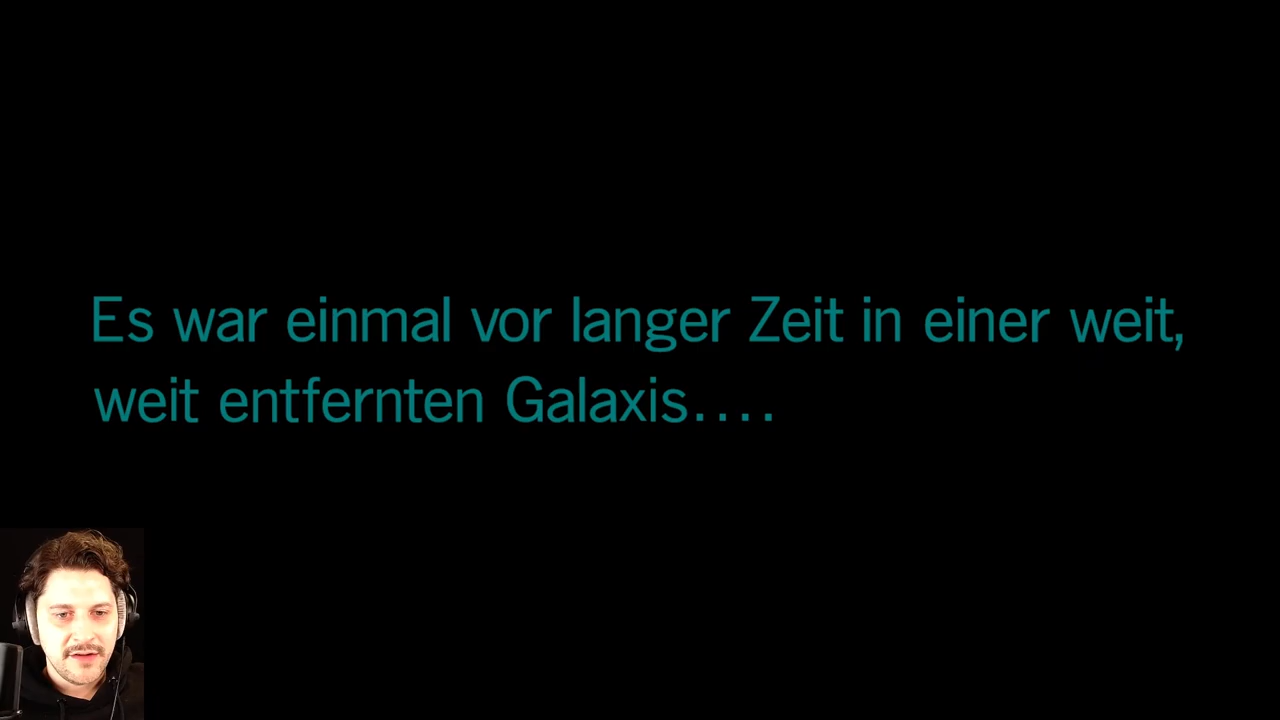 Es war einmal vor langer Zeit in einer weit,
weit entfernten Galaxis....